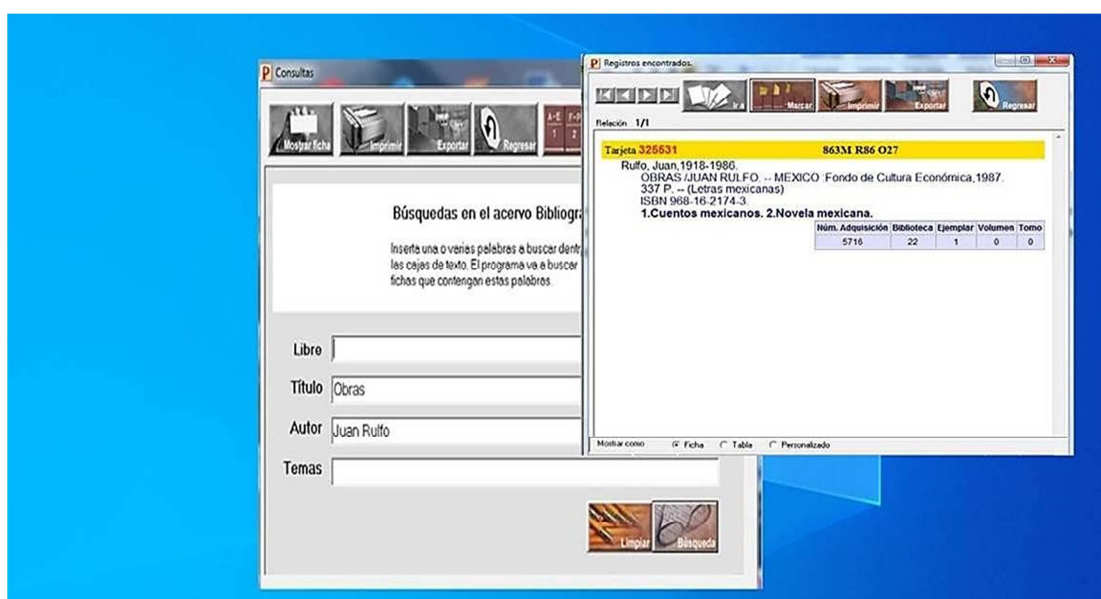 Consultas
Mostrar ficha
Imprimir
Exportar
Regresar
A-E F-P
1 2
Búsquedas en el acervo
Inserte una o varias palabras a buscar
las cajas de texto. El programa va a buscar
fichas que contengan estas palabras.
Libro
Título Obras
Autor Juan Rulfo
Temas
Limpiar
Búsqueda
Registros encontrados.
Ir a
Marcar
Imprimir
Exportar
Regresar
Relación 1/1
Tarjeta 325531 863M R86 O27
Rulfo, Juan,1918-1986.
OBRAS /JUAN RULFO. -- MEXICO :Fondo de Cultura Económica,1987.
337 P. -- (Letras mexicanas)
ISBN 968-16-2174-3.
1.Cuentos mexicanos. 2.Novela mexicana.
Núm. Adquisición Biblioteca Ejemplar Volumen Tomo
5716 22 1 0 0
Mostrar como Ficha Tabla Personalizado